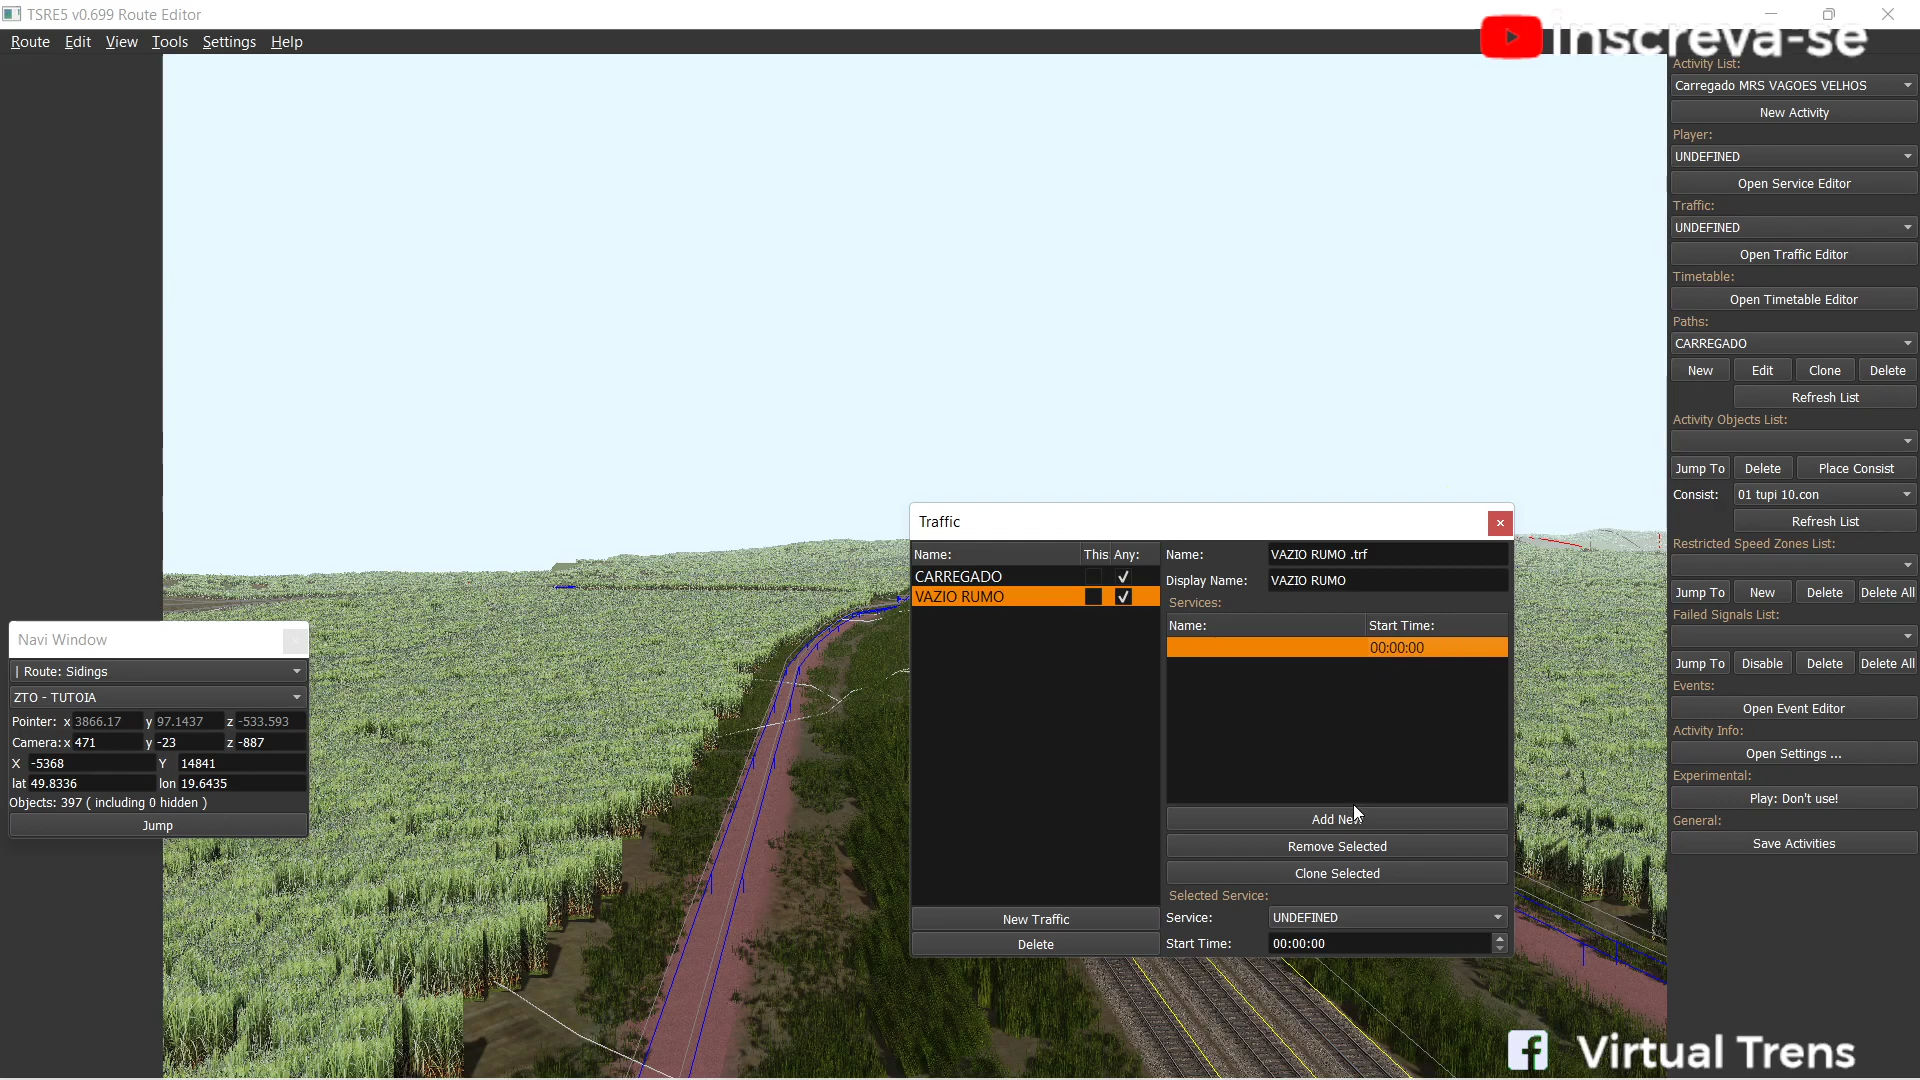 TSRE5 v0.699 Route Editor
Route Edit View Tools Settings Help
inscreva-se
Activity List:
Carregado MRS VAGOES VELHOS
New Activity
Player:
UNDEFINED
Open Service Editor
Traffic:
UNDEFINED
Open Traffic Editor
Timetable:
Open Timetable Editor
Paths:
CARREGADO
New Edit Clone Delete
Refresh List
Activity Objects List:
Jump To Delete Place Consist
Consist: 01 tupi 10.con
Refresh List
Restricted Speed Zones List:
Jump To New Delete Delete All
Failed Signals List:
Jump To Disable Delete Delete All
Events:
Open Event Editor
Activity Info:
Open Settings ...
Experimental:
Play: Don't use!
General:
Save Activities
Traffic
Name: This Any:
CARREGADO
VAZIO RUMO
New Traffic
Delete
Name: VAZIO RUMO .trf
Display Name: VAZIO RUMO
Services:
Name: Start Time:
00:00:00
Add New
Remove Selected
Clone Selected
Selected Service:
Service: UNDEFINED
Start Time: 00:00:00
Navi Window
| Route: Sidings
ZTO - TUTOIA
Pointer: x 3866.17 y 97.1437 z -533.593
Camera: x 471 y -23 z -887
X -5368 Y 14841
lat 49.8336 lon 19.6435
Objects: 397 ( including 0 hidden )
Jump
Virtual Trens